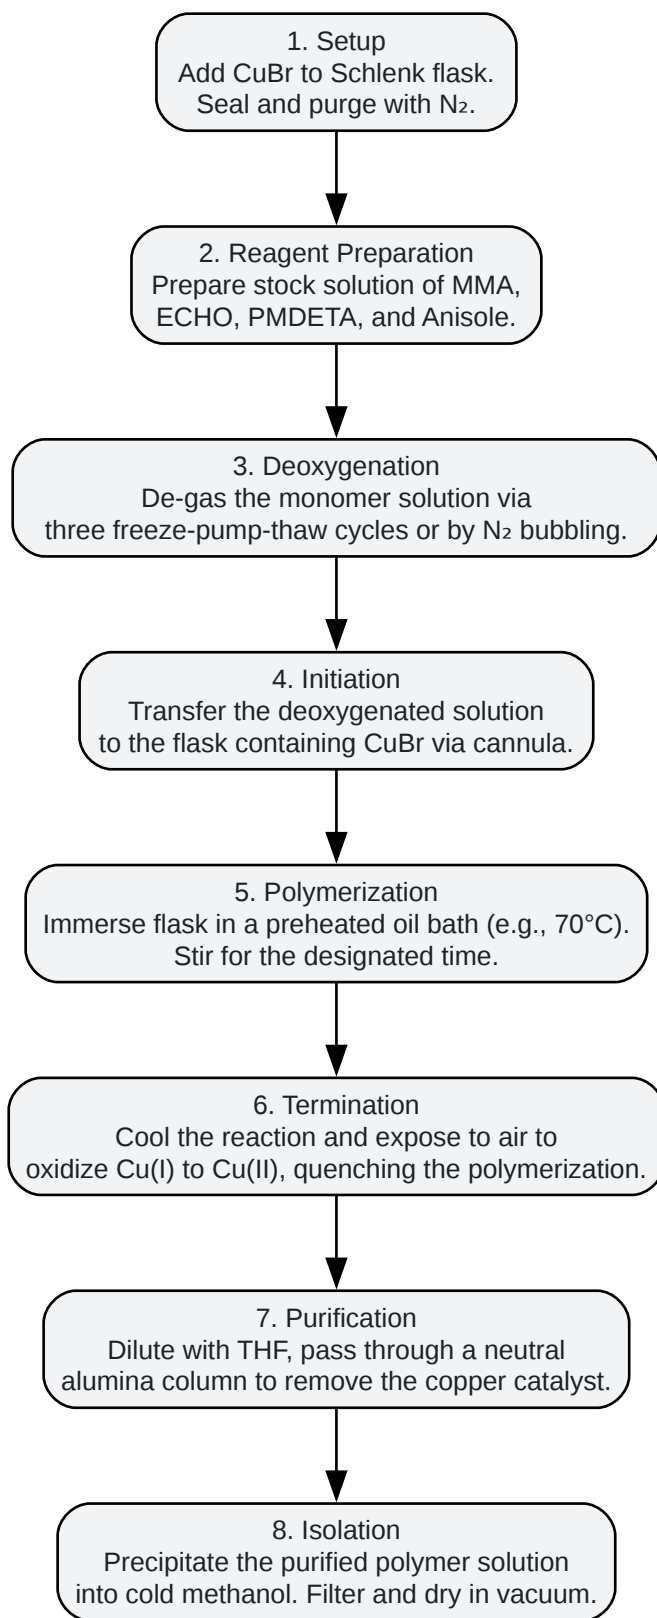 1. Setup
Add CuBr to Schlenk flask.
Seal and purge with N₂.
2. Reagent Preparation
Prepare stock solution of MMA,
ECHO, PMDETA, and Anisole.
3. Deoxygenation
De-gas the monomer solution via
three freeze-pump-thaw cycles or by N₂ bubbling.
4. Initiation
Transfer the deoxygenated solution
to the flask containing CuBr via cannula.
5. Polymerization
Immerse flask in a preheated oil bath (e.g., 70°C).
Stir for the designated time.
6. Termination
Cool the reaction and expose to air to
oxidize Cu(I) to Cu(II), quenching the polymerization.
7. Purification
Dilute with THF, pass through a neutral
alumina column to remove the copper catalyst.
8. Isolation
Precipitate the purified polymer solution
into cold methanol. Filter and dry in vacuum.